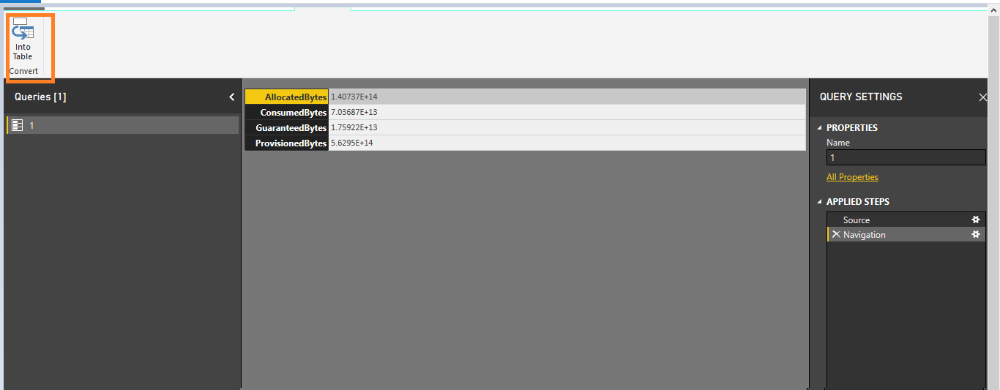 Into
Table
Convert
Queries [1]
1
AllocatedBytes 1.40737E+14
ConsumedBytes 7.03687E+13
GuaranteedBytes 1.75922E+13
ProvisionedBytes 5.6295E+14
QUERY SETTINGS
PROPERTIES
Name
1
All Properties
APPLIED STEPS
Source
Navigation